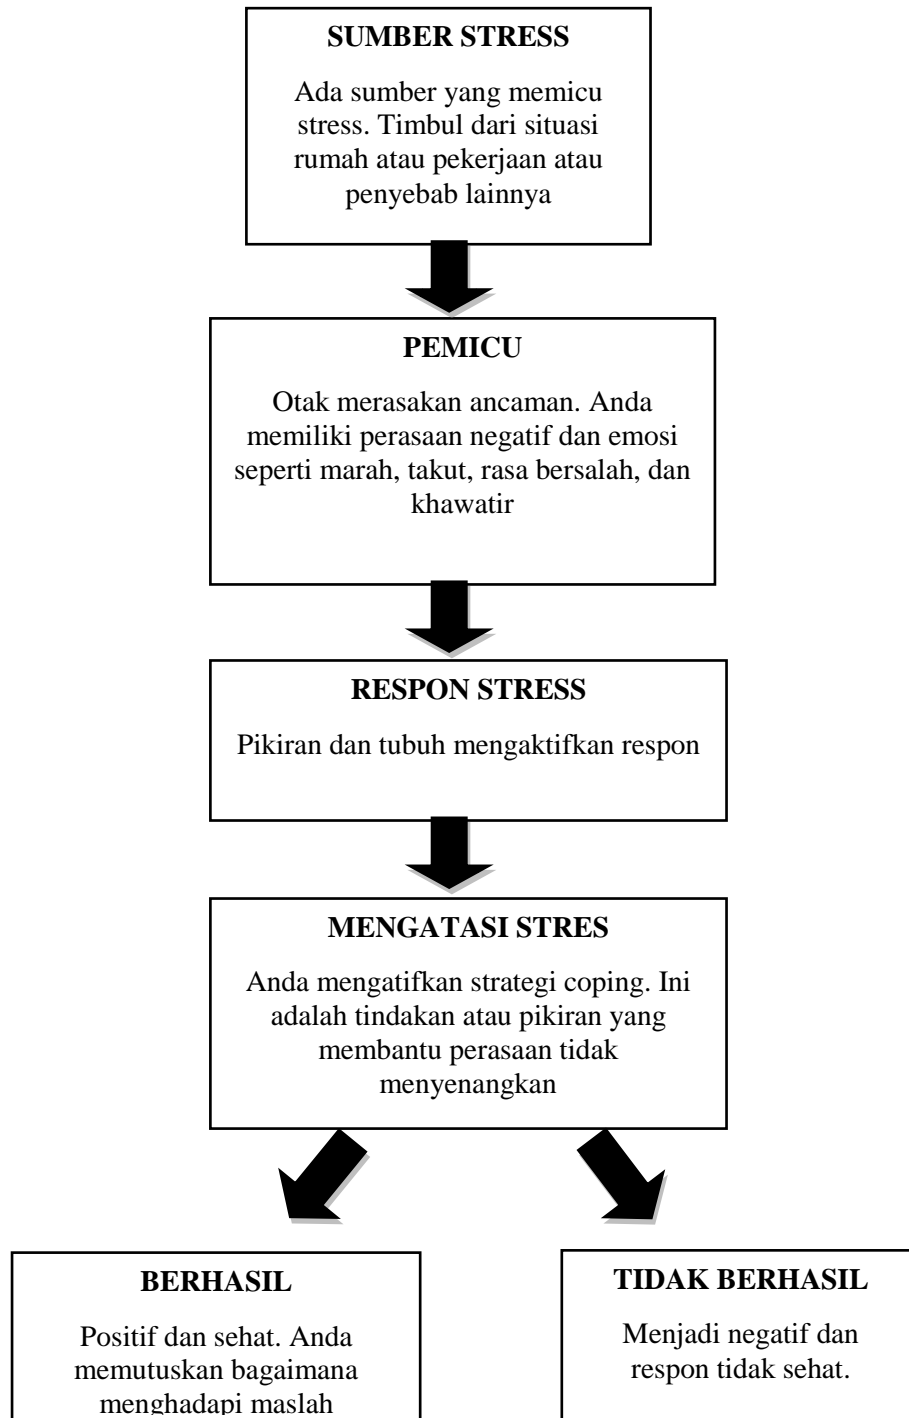 SUMBER STRESS
Ada sumber yang memicu
stress. Timbul dari situasi
rumah atau pekerjaan atau
penyebab lainnya
PEMICU
Otak merasakan ancaman. Anda
memiliki perasaan negatif dan emosi
seperti marah, takut, rasa bersalah, dan
khawatir
RESPON STRESS
Pikiran dan tubuh mengaktifkan respon
MENGATASI STRES
Anda mengatifkan strategi coping. Ini
adalah tindakan atau pikiran yang
membantu perasaan tidak
menyenangkan
BERHASIL
Positif dan sehat. Anda
memutuskan bagaimana
menghadapi maslah
TIDAK BERHASIL
Menjadi negatif dan
respon tidak sehat.